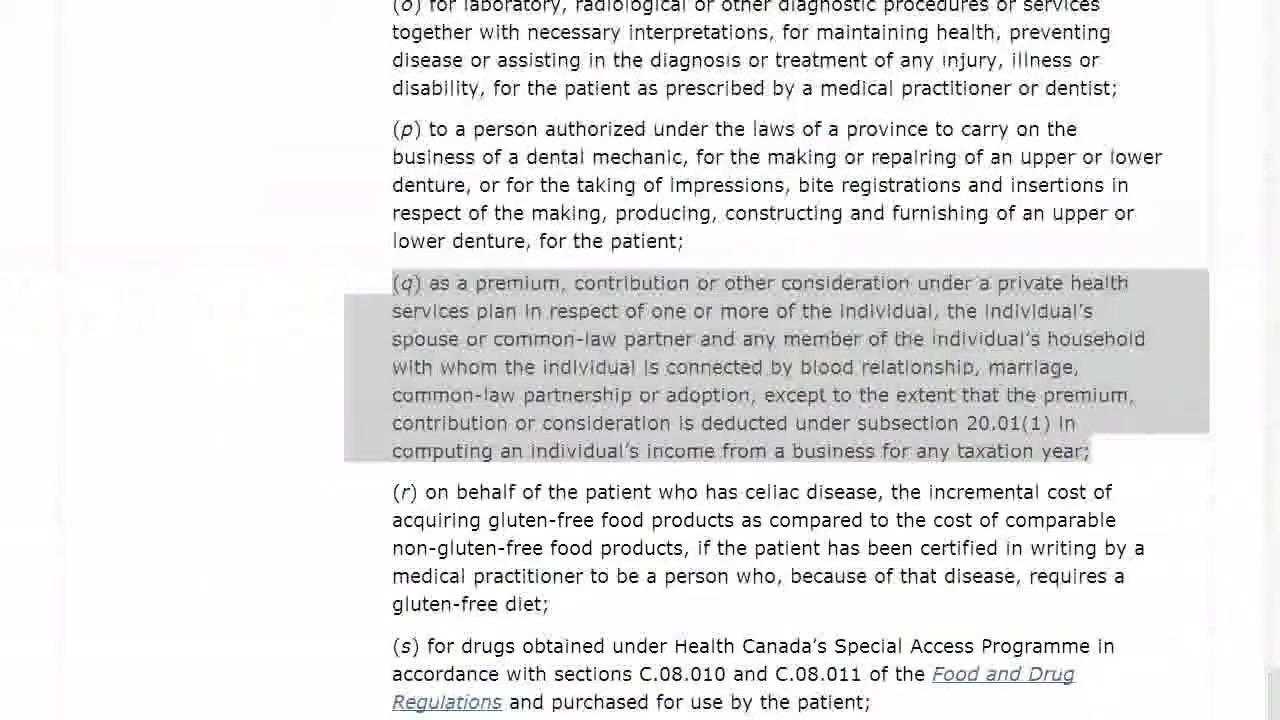 (o) for laboratory, radiological or other diagnostic procedures or services
together with necessary interpretations, for maintaining health, preventing
disease or assisting in the diagnosis or treatment of any injury, illness or
disability, for the patient as prescribed by a medical practitioner or dentist;
(p) to a person authorized under the laws of a province to carry on the
business of a dental mechanic, for the making or repairing of an upper or lower
denture, or for the taking of impressions, bite registrations and insertions in
respect of the making, producing, constructing and furnishing of an upper or
lower denture, for the patient;
(q) as a premium, contribution or other consideration under a private health
services plan in respect of one or more of the individual, the individual’s
spouse or common-law partner and any member of the individual’s household
with whom the individual is connected by blood relationship, marriage,
common-law partnership or adoption, except to the extent that the premium,
contribution or consideration is deducted under subsection 20.01(1) in
computing an individual’s income from a business for any taxation year;
(r) on behalf of the patient who has celiac disease, the incremental cost of
acquiring gluten-free food products as compared to the cost of comparable
non-gluten-free food products, if the patient has been certified in writing by a
medical practitioner to be a person who, because of that disease, requires a
gluten-free diet;
(s) for drugs obtained under Health Canada’s Special Access Programme in
accordance with sections C.08.010 and C.08.011 of the Food and Drug
Regulations and purchased for use by the patient;